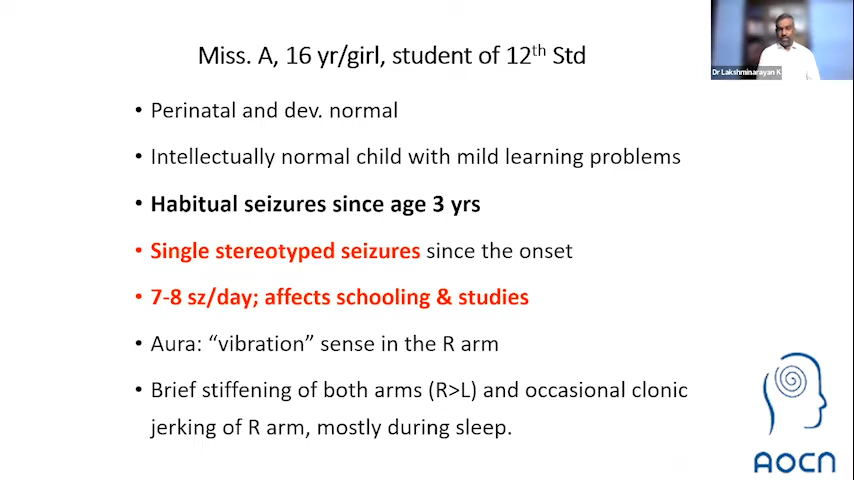 Miss. A, 16 yr/girl, student of 12th Std
Dr Lakshminarayan K
• Perinatal and dev. normal
• Intellectually normal child with mild learning problems
• Habitual seizures since age 3 yrs
• Single stereotyped seizures since the onset
• 7-8 sz/day; affects schooling & studies
• Aura: “vibration” sense in the R arm
• Brief stiffening of both arms (R>L) and occasional clonic
jerking of R arm, mostly during sleep.
AOCN